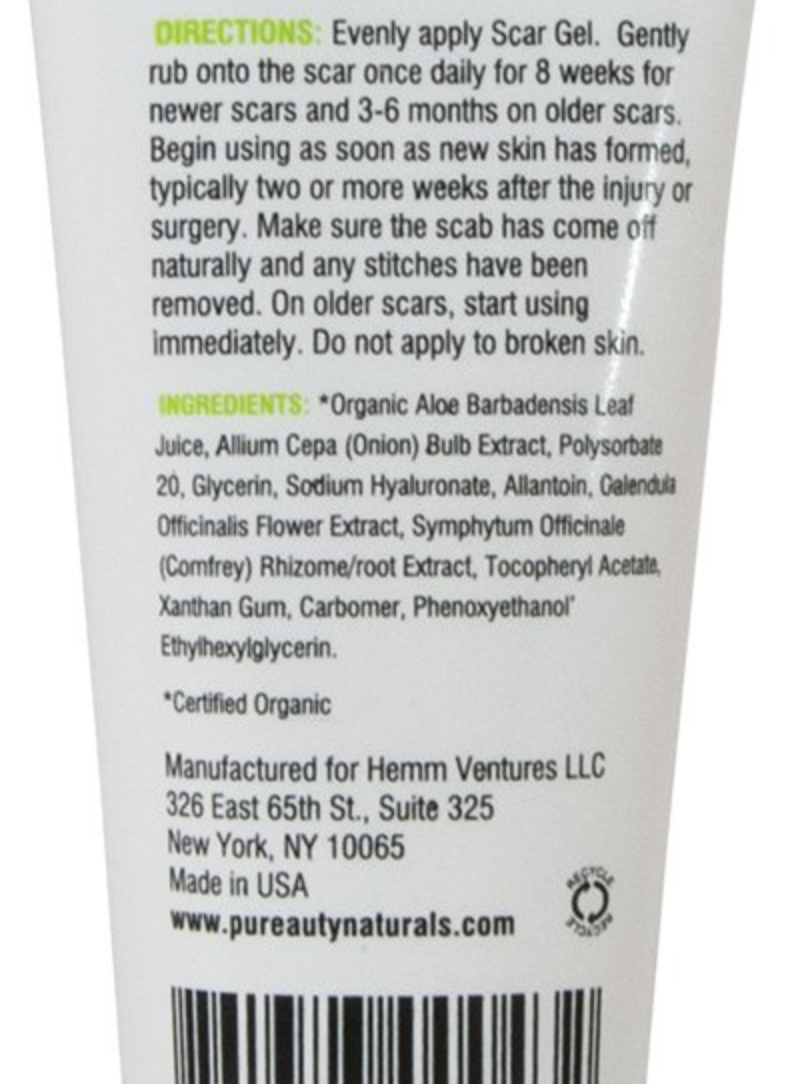 DIRECTIONS: Evenly apply Scar Gel. Gently
rub onto the scar once daily for 8 weeks for
newer scars and 3-6 months on older scars.
Begin using as soon as new skin has formed,
typically two or more weeks after the injury or
surgery. Make sure the scab has come off
naturally and any stitches have been
removed. On older scars, start using
immediately. Do not apply to broken skin.
INGREDIENTS: *Organic Aloe Barbadensis Leaf
Juice, Allium Cepa (Onion) Bulb Extract, Polysorbate
20, Glycerin, Sodium Hyaluronate, Allantoin, Calendula
Officinalis Flower Extract, Symphytum Officinale
(Comfrey) Rhizome/root Extract, Tocopheryl Acetate,
Xanthan Gum, Carbomer, Phenoxyethanol'
Ethylhexylglycerin.
*Certified Organic
Manufactured for Hemm Ventures LLC
326 East 65th St., Suite 325
New York, NY 10065
Made in USA
www.pureautynaturals.com
RECYCLE
RECYCLE